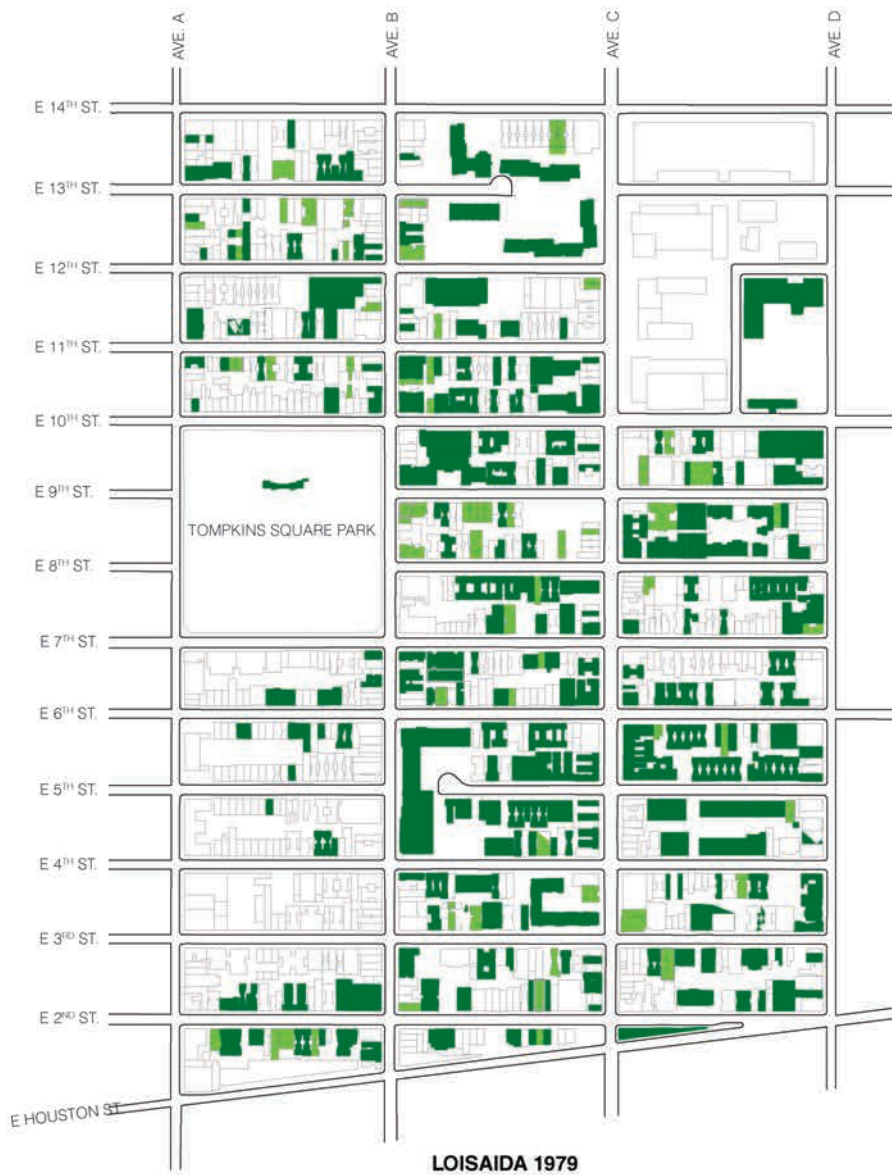 AVE. A
AVE. B
AVE. C
AVE. D
E 14TH ST.
E 13TH ST.
E 12TH ST.
E 11TH ST.
E 10TH ST.
E 9TH ST.
TOMPKINS SQUARE PARK
E 8TH ST.
E 7TH ST.
E 6TH ST.
E 5TH ST.
E 4TH ST.
E 3RD ST.
E 2ND ST.
E HOUSTON ST.
LOISAIDA 1979